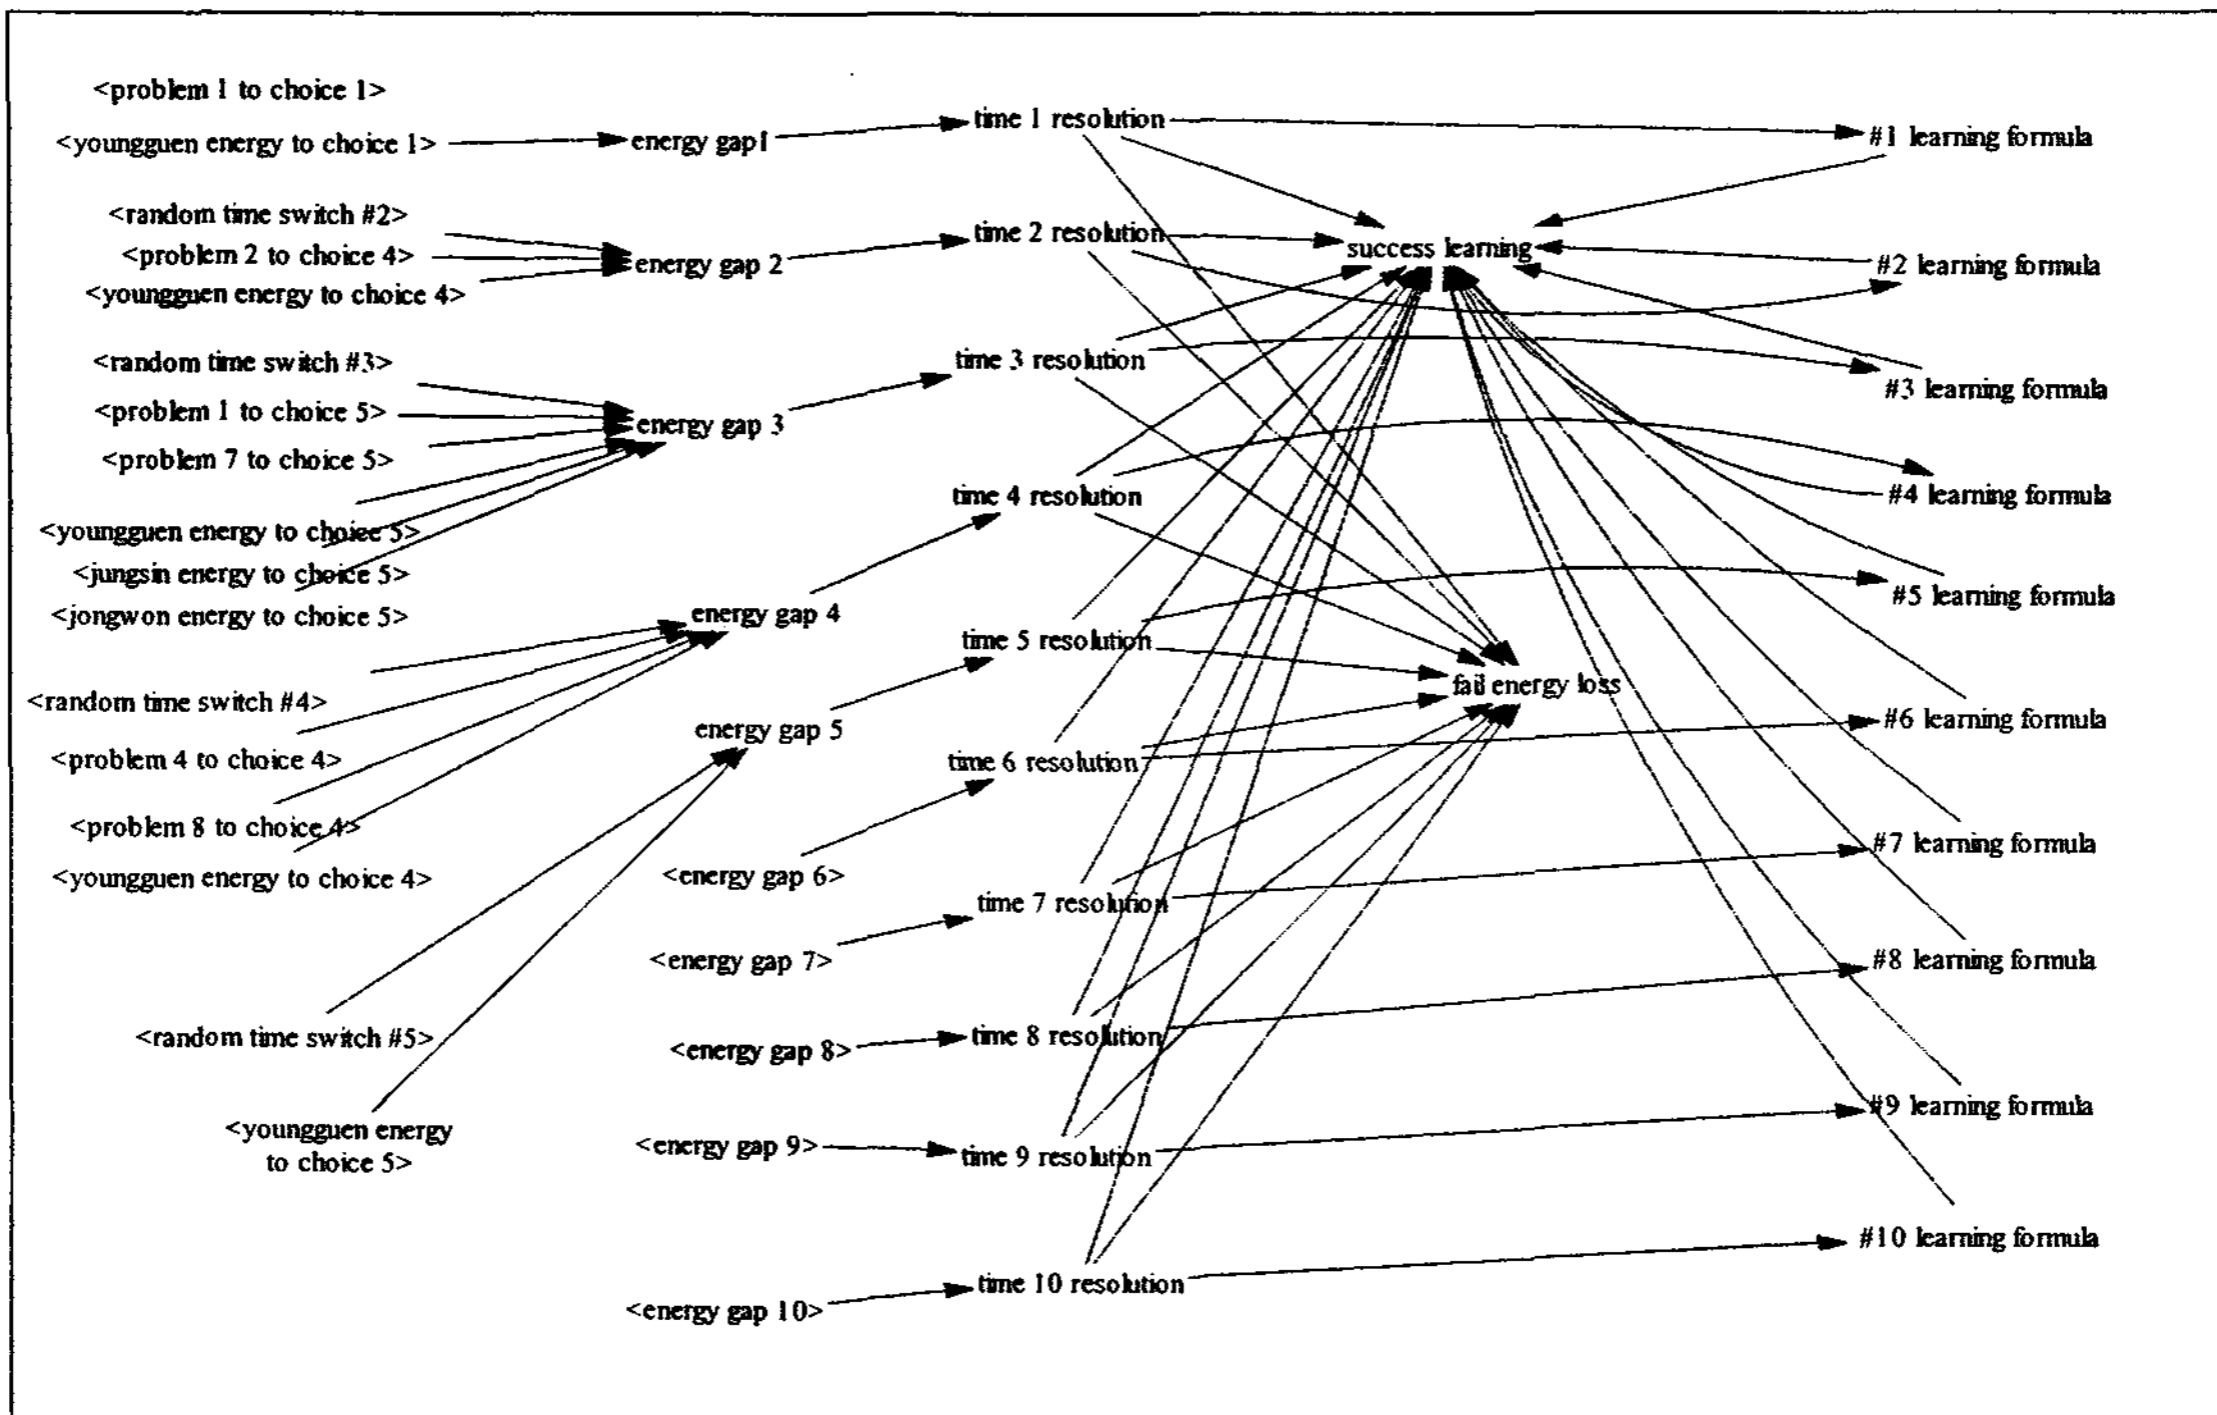 <problem 1 to choice 1>
<youngguen energy to choice 1>
<random time switch #2>
<problem 2 to choice 4>
<youngguen energy to choice 4>
<random time switch #3>
<problem 1 to choice 5>
<problem 7 to choice 5>
<youngguen energy to choice 5>
<jungsin energy to choice 5>
<jongwon energy to choice 5>
<random time switch #4>
<problem 4 to choice 4>
<problem 8 to choice 4>
<youngguen energy to choice 4>
<random time switch #5>
<youngguen energy
to choice 5>
energy gap1
energy gap 2
energy gap 3
energy gap 4
energy gap 5
<energy gap 6>
<energy gap 7>
<energy gap 8>
<energy gap 9>
<energy gap 10>
time 1 resolution
time 2 resolution
time 3 resolution
time 4 resolution
time 5 resolution
time 6 resolution
time 7 resolution
time 8 resolution
time 9 resolution
time 10 resolution
success learning
fail energy loss
#1 learning formula
#2 learning formula
#3 learning formula
#4 learning formula
#5 learning formula
#6 learning formula
#7 learning formula
#8 learning formula
#9 learning formula
#10 learning formula